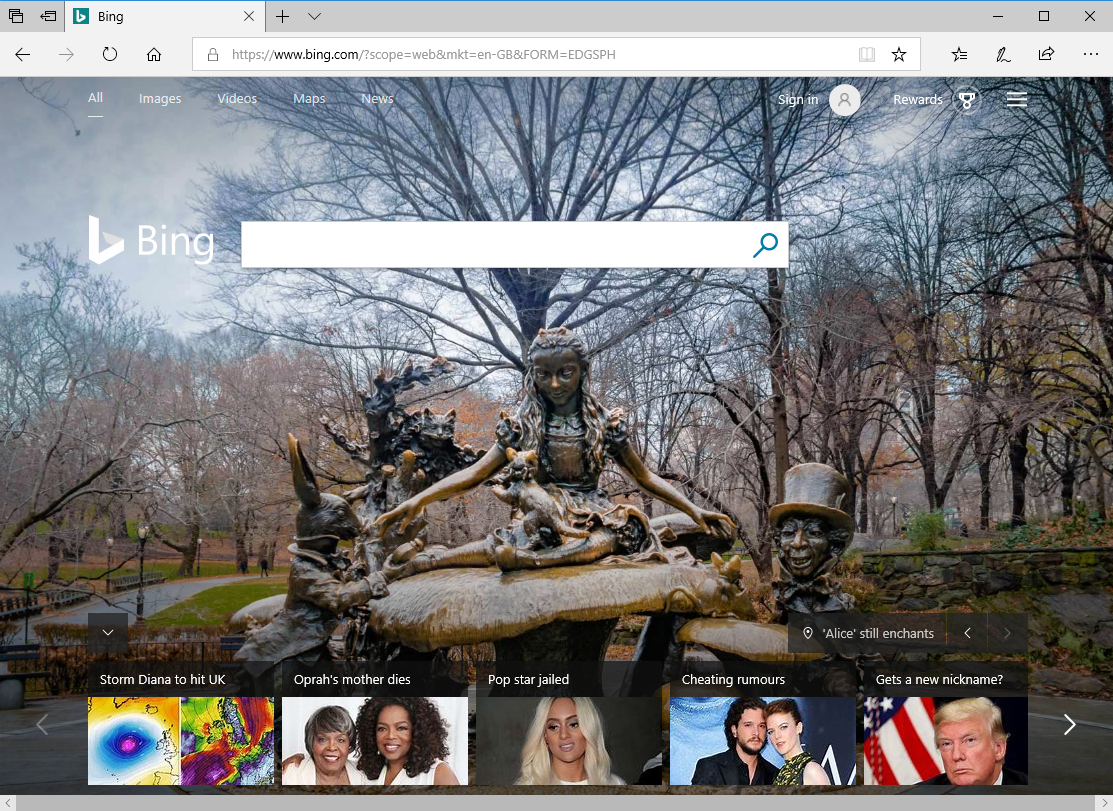 Bing
https://www.bing.com/?scope=web&mkt=en-GB&FORM=EDGSPH
All Images Videos Maps News Sign in Rewards
Bing
'Alice' still enchants
Storm Diana to hit UK
Oprah's mother dies
Pop star jailed
Cheating rumours
Gets a new nickname?